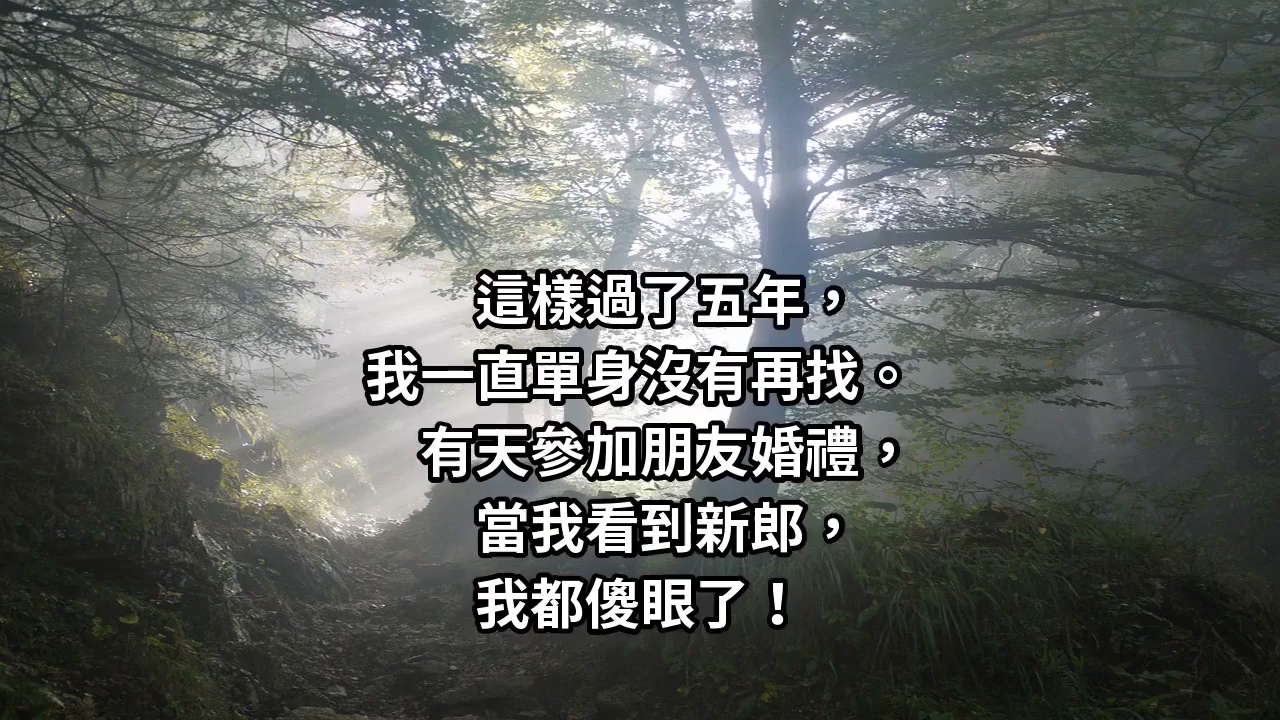 這樣過了五年，
我一直單身沒有再找。
有天參加朋友婚禮，
當我看到新郎，
我都傻眼了！